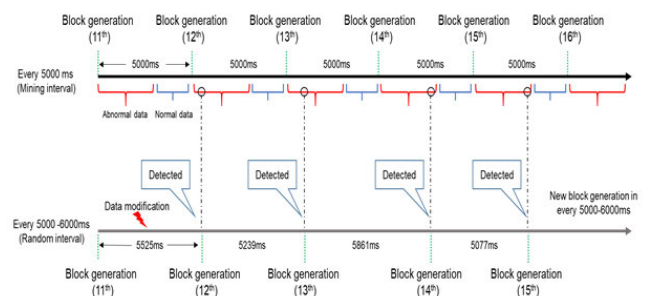 Block generation Block generation Block generation Block generation Block generation Block generation
(11th) (12th) (13th) (14th) (15th) (16th)
5000ms 5000ms 5000ms 5000ms 5000ms
Every 5000 ms
(Mining interval)
Abnormal data Normal data
Detected Detected Detected Detected
Data modification
New block generation in
every 5000-6000ms
Every 5000 -6000ms
(Random interval)
5525ms 5239ms 5861ms 5077ms
Block generation Block generation Block generation Block generation Block generation
(11th) (12th) (13th) (14th) (15th)